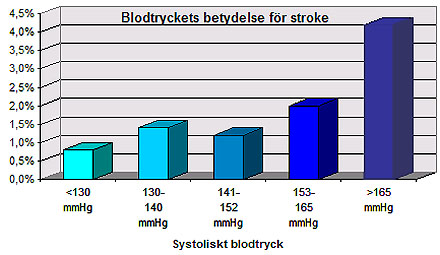 Blodtryckets betydelse för stroke
4,5%
4,0%
3,5%
3,0%
2,5%
2,0%
1,5%
1,0%
0,5%
0,0%
<130 130– 141– 153– >165
mmHg 140 152 165 mmHg
mmHg mmHg mmHg
Systoliskt blodtryck